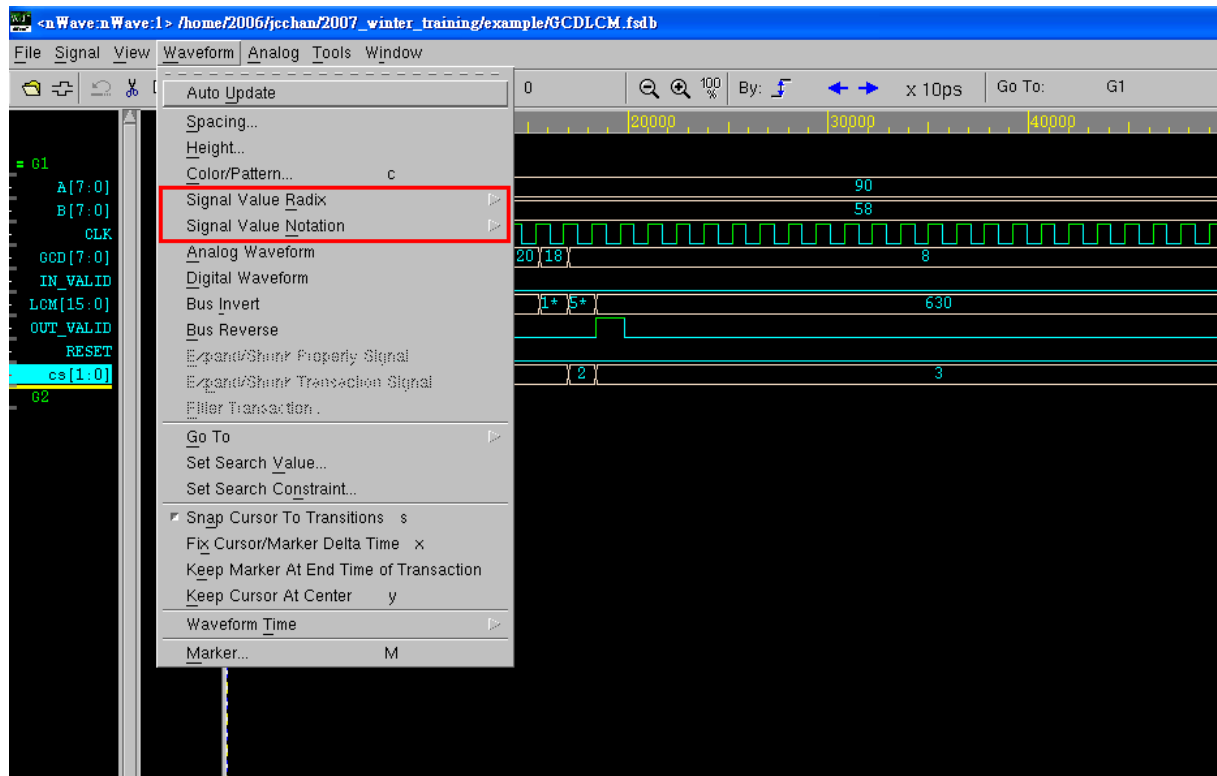 <nWave:nWave:1> /home/2006/jcchan/2007_winter_training/example/GCDLCM.fsdb
File Signal View Waveform Analog Tools Window
0 100 % By: x 10ps Go To: G1
Auto Update
Spacing...
Height...
Color/Pattern... c
Signal Value Radix
Signal Value Notation
Analog Waveform
Digital Waveform
Bus Invert
Bus Reverse
Expand/Shrink Property Signal
Expand/Shrink Transaction Signal
Filter Transaction .
Go To
Set Search Value...
Set Search Constraint...
Snap Cursor To Transitions s
Fix Cursor/Marker Delta Time x
Keep Marker At End Time of Transaction
Keep Cursor At Center y
Waveform Time
Marker... M
20000 30000 40000
= G1
A[7:0] 90
B[7:0] 58
CLK
GCD[7:0] 20 18 8
IN_VALID
LCM[15:0] 1* 5* 630
OUT_VALID
RESET
cs[1:0] 2 3
G2